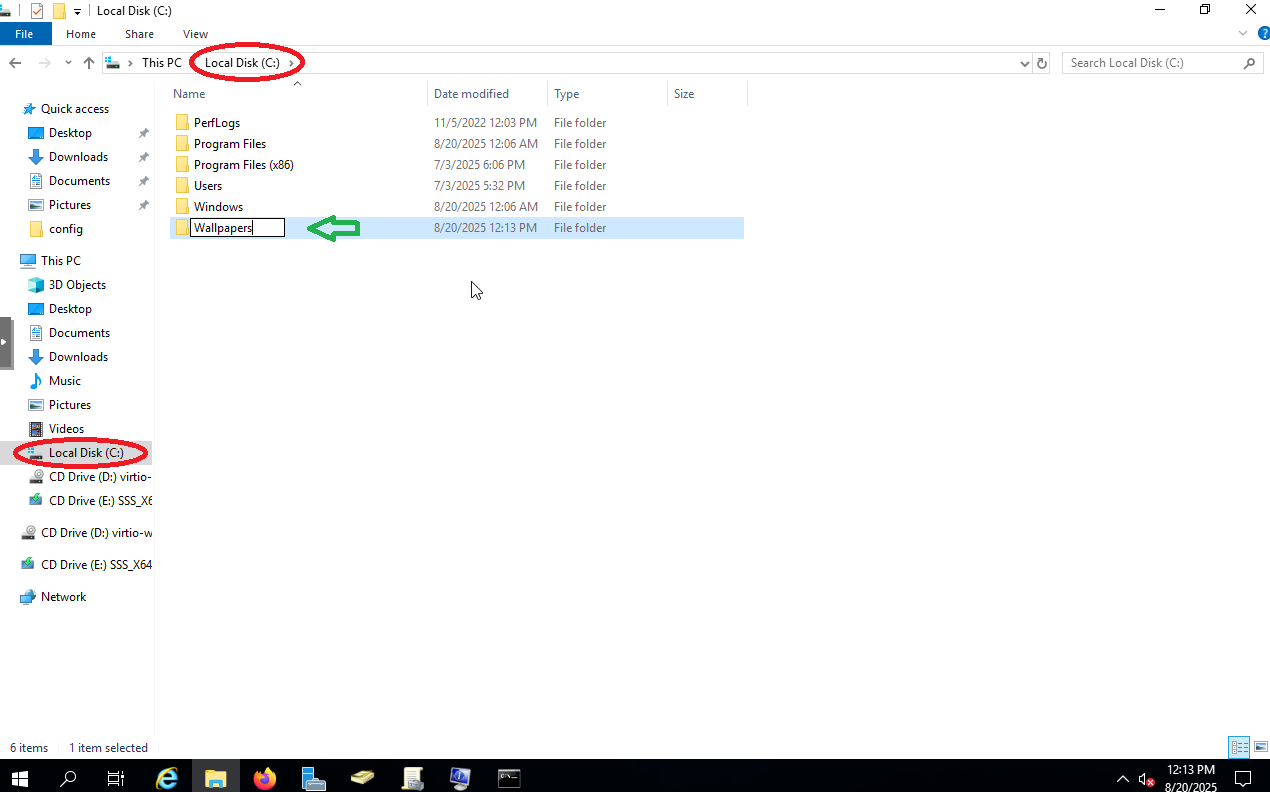 Local Disk (C:)
File Home Share View
This PC Local Disk (C:) Search Local Disk (C:)
Name Date modified Type Size
Quick access
Desktop
Downloads
Documents
Pictures
config
This PC
3D Objects
Desktop
Documents
Downloads
Music
Pictures
Videos
Local Disk (C:)
CD Drive (D:) virtio-
CD Drive (E:) SSS_X6
CD Drive (D:) virtio-w
CD Drive (E:) SSS_X64
Network
PerfLogs 11/5/2022 12:03 PM File folder
Program Files 8/20/2025 12:06 AM File folder
Program Files (x86) 7/3/2025 6:06 PM File folder
Users 7/3/2025 5:32 PM File folder
Windows 8/20/2025 12:06 AM File folder
Wallpapers 8/20/2025 12:13 PM File folder
6 items 1 item selected
12:13 PM
8/20/2025